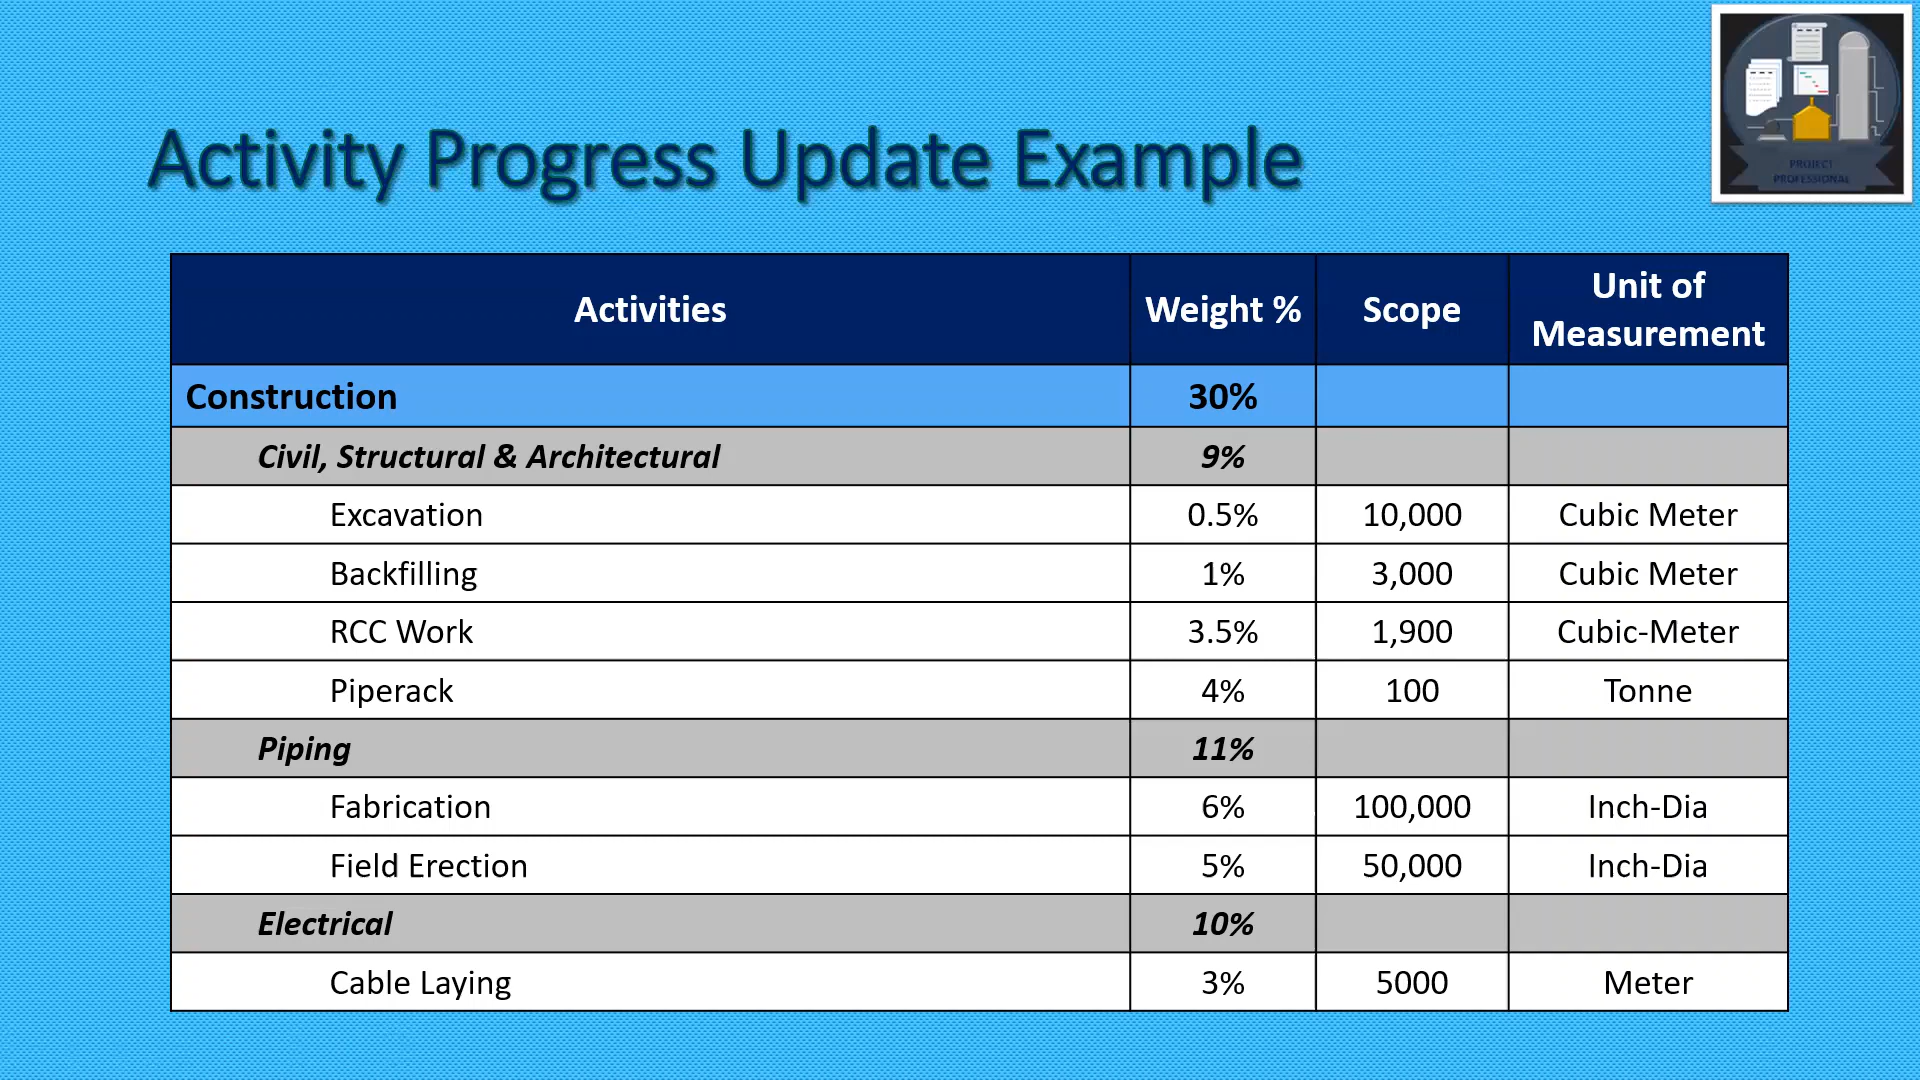 PROJECT
PROFESSIONAL
Activity Progress Update Example
Activities Weight % Scope Unit of Measurement
Construction 30%
Civil, Structural & Architectural 9%
Excavation 0.5% 10,000 Cubic Meter
Backfilling 1% 3,000 Cubic Meter
RCC Work 3.5% 1,900 Cubic-Meter
Piperack 4% 100 Tonne
Piping 11%
Fabrication 6% 100,000 Inch-Dia
Field Erection 5% 50,000 Inch-Dia
Electrical 10%
Cable Laying 3% 5000 Meter